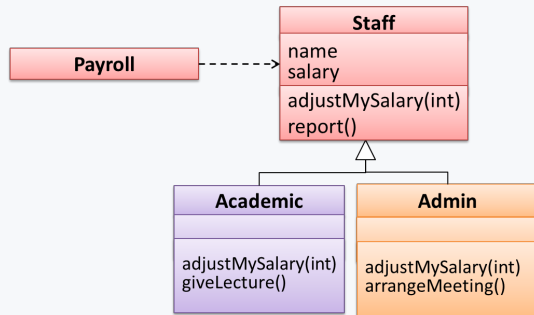 Staff
name
salary
Payroll
adjustMySalary(int)
report()
Academic
adjustMySalary(int)
giveLecture()
Admin
adjustMySalary(int)
arrangeMeeting()